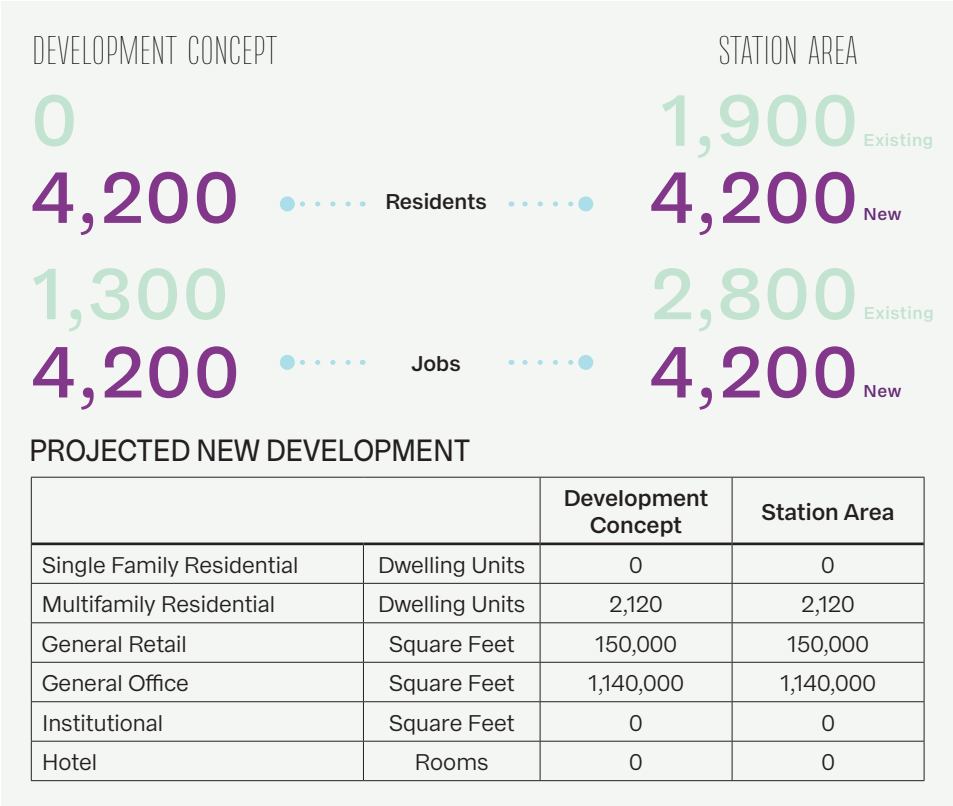 DEVELOPMENT CONCEPT STATION AREA
0 1,900 Existing
4,200 Residents 4,200 New
1,300 2,800 Existing
4,200 Jobs 4,200 New
PROJECTED NEW DEVELOPMENT
Development Concept Station Area
Single Family Residential Dwelling Units 0 0
Multifamily Residential Dwelling Units 2,120 2,120
General Retail Square Feet 150,000 150,000
General Office Square Feet 1,140,000 1,140,000
Institutional Square Feet 0 0
Hotel Rooms 0 0